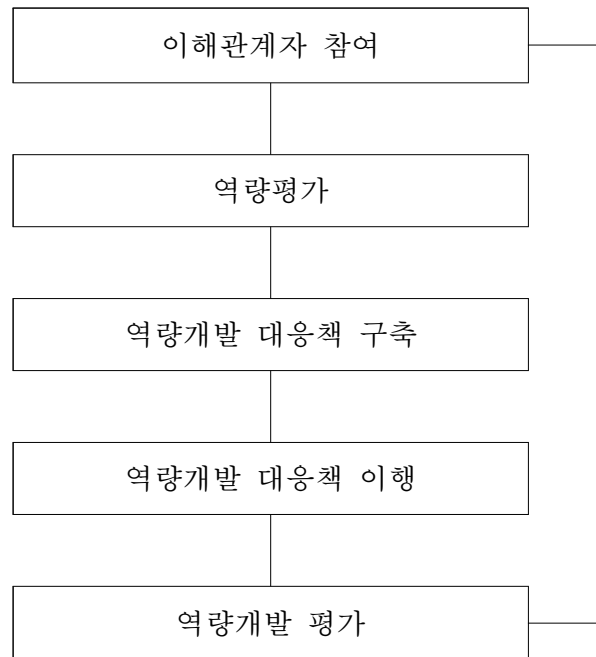 이해관계자 참여
역량평가
역량개발 대응책 구축
역량개발 대응책 이행
역량개발 평가